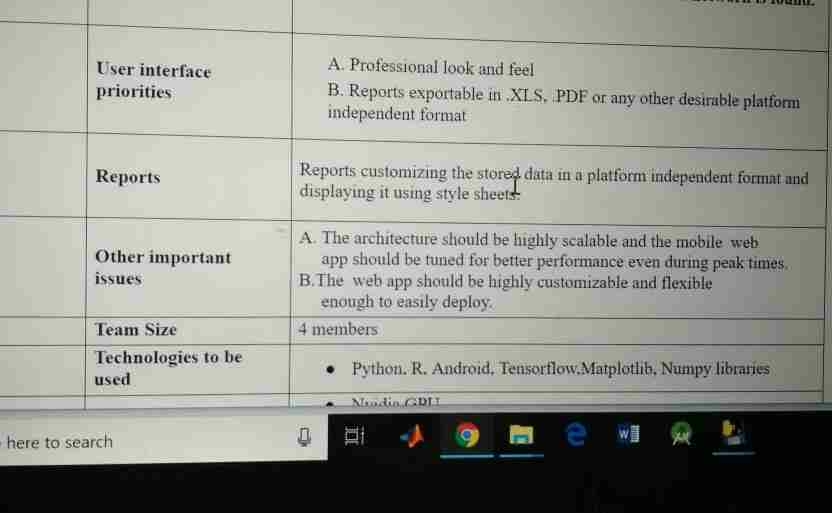 is found.
User interface
priorities
A. Professional look and feel
B. Reports exportable in .XLS, .PDF or any other desirable platform
independent format
Reports
Reports customizing the stored data in a platform independent format and
displaying it using style sheets.
Other important
issues
A. The architecture should be highly scalable and the mobile web
app should be tuned for better performance even during peak times.
B.The web app should be highly customizable and flexible
enough to easily deploy.
Team Size
4 members
Technologies to be
used
• Python, R, Android, Tensorflow,Matplotlib, Numpy libraries
• Nvidia GPU
here to search